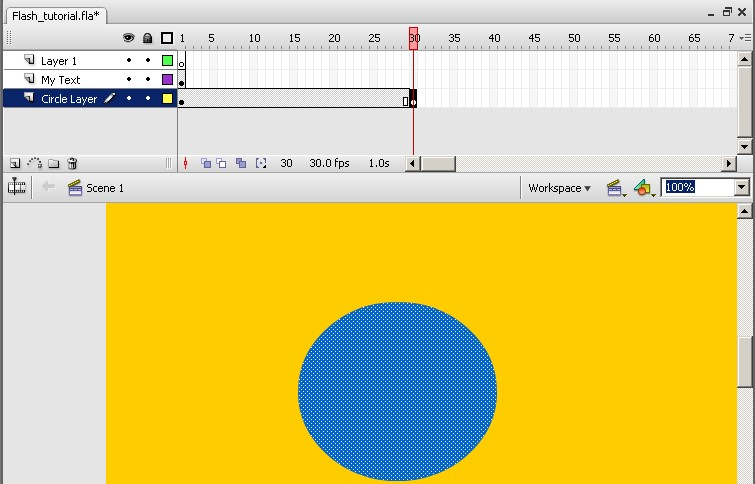 Flash_tutorial.fla*
1 5 10 15 20 25 30 35 40 45 50 55 60 65 7
Layer 1
My Text
Circle Layer
30 30.0 fps 1.0s
Scene 1 Workspace 100%